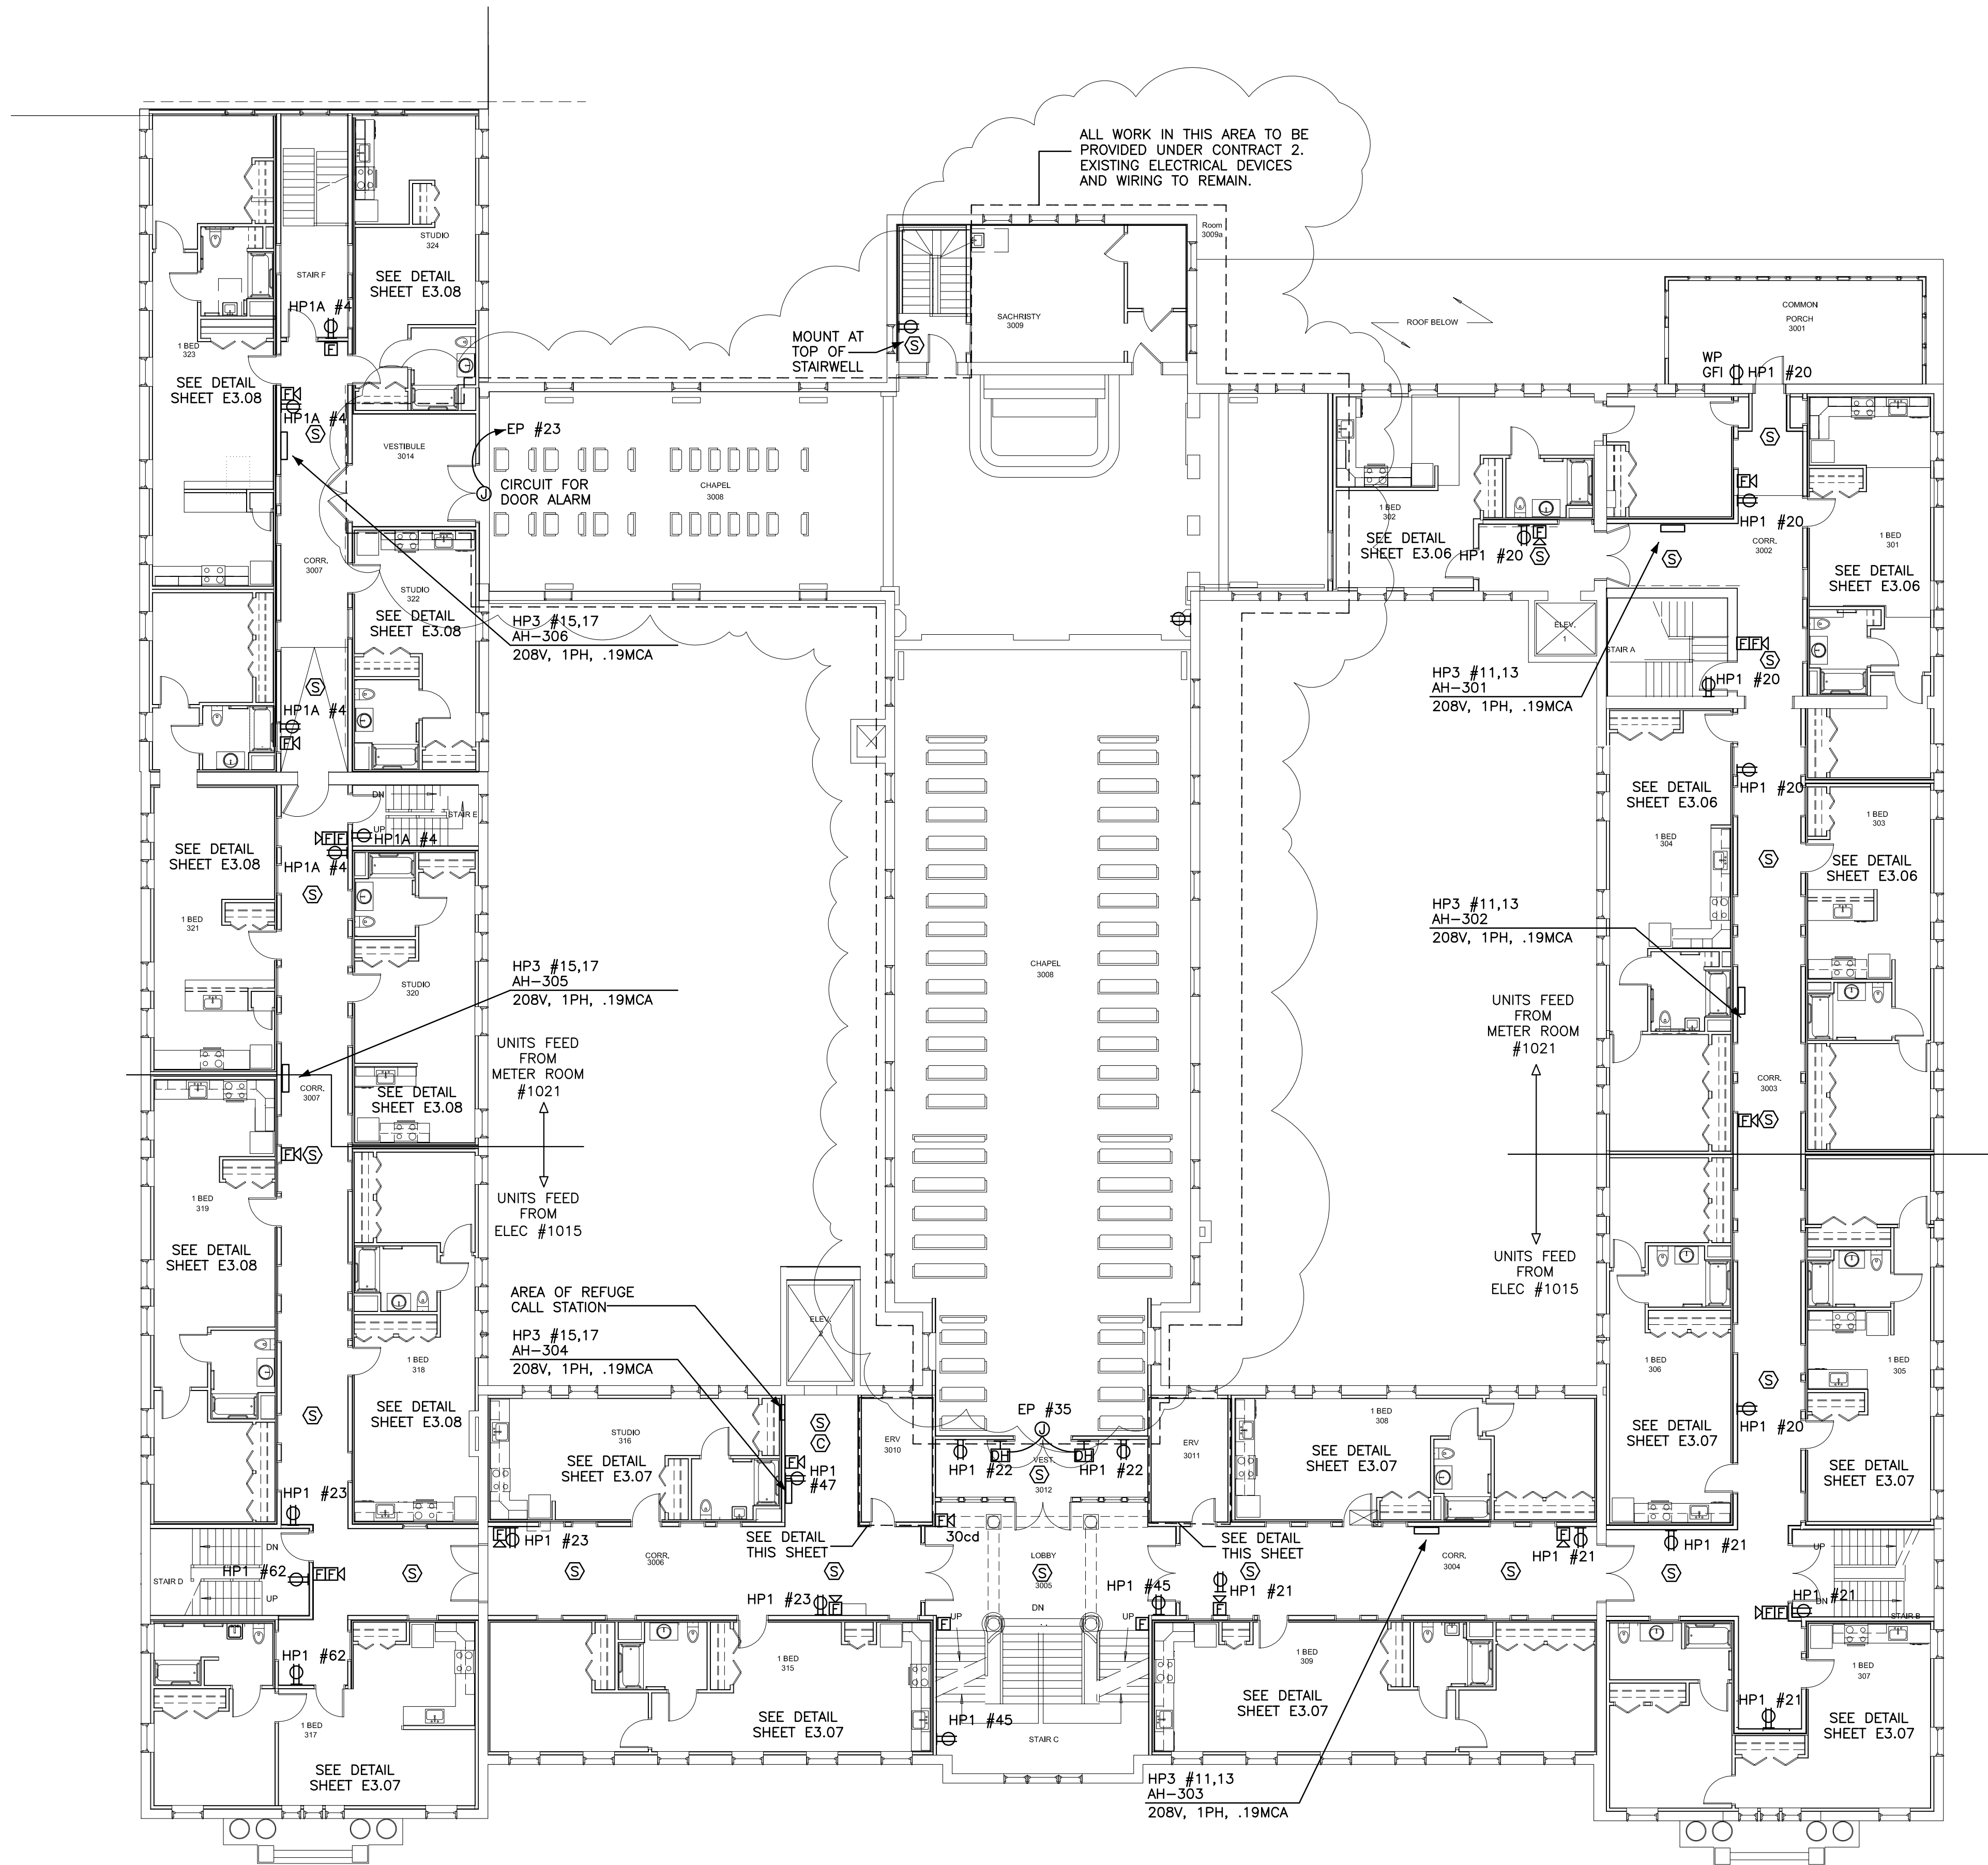 ALL WORK IN THIS AREA TO BE
PROVIDED UNDER CONTRACT 2.
EXISTING ELECTRICAL DEVICES
AND WIRING TO REMAIN.
Room
3009a
STUDIO
324
SEE DETAIL
SHEET E3.08
STAIR F
HP1A #4
F
1 BED
323
SEE DETAIL
SHEET E3.08
F
HP1A #4
S
VESTIBULE
3014
EP #23
J
CIRCUIT FOR
DOOR ALARM
CHAPEL
3008
MOUNT AT
TOP OF
STAIRWELL
S
SACHRISTY
3009
ROOF BELOW
COMMON
PORCH
3001
WP
GFI
HP1 #20
S
F
HP1 #20
CORR.
3002
1 BED
301
SEE DETAIL
SHEET E3.06
1 BED
302
SEE DETAIL
SHEET E3.06
HP1 #20
F
S
S
CORR.
3007
STUDIO
322
SEE DETAIL
SHEET E3.08
HP3 #15,17
AH-306
208V, 1PH, .19MCA
ELEV.
1
STAIR A
FF
S
HP1 #20
HP3 #11,13
AH-301
208V, 1PH, .19MCA
S
HP1A #4
F
HP1 #20
SEE DETAIL
SHEET E3.06
1 BED
304
1 BED
303
SEE DETAIL
SHEET E3.06
S
DN
STAIR E
UP
FF
HP1A #4
HP1A #4
S
SEE DETAIL
SHEET E3.08
1 BED
321
HP3 #11,13
AH-302
208V, 1PH, .19MCA
STUDIO
320
HP3 #15,17
AH-305
208V, 1PH, .19MCA
CHAPEL
3008
UNITS FEED
FROM
METER ROOM
#1021
UNITS FEED
FROM
METER ROOM
#1021
CORR.
3007
SEE DETAIL
SHEET E3.08
CORR.
3003
F
S
F
S
1 BED
319
SEE DETAIL
SHEET E3.08
UNITS FEED
FROM
ELEC #1015
UNITS FEED
FROM
ELEC #1015
AREA OF REFUGE
CALL STATION
ELEV.
2
HP3 #15,17
AH-304
208V, 1PH, .19MCA
1 BED
318
SEE DETAIL
SHEET E3.08
S
1 BED
306
SEE DETAIL
SHEET E3.07
S
HP1 #20
1 BED
305
SEE DETAIL
SHEET E3.07
STUDIO
316
SEE DETAIL
SHEET E3.07
S
C
F
HP1
#47
ERV
3010
EP #35
J
DH
DH
HP1 #22
VEST.
HP1 #22
S
3012
ERV
3011
1 BED
308
SEE DETAIL
SHEET E3.07
HP1 #23
F
HP1 #23
SEE DETAIL
THIS SHEET
F
30cd
SEE DETAIL
THIS SHEET
F
HP1 #21
HP1 #21
DN
STAIR D
UP
HP1 #62
FF
S
S
CORR.
3006
S
LOBBY
S
3005
S
HP1 #21
CORR.
3004
S
S
UP
DN
STAIR B
HP1 #23
F
HP1 #45
F
FF
HP1 #21
UP
DN
UP
F
F
HP1 #62
1 BED
317
SEE DETAIL
SHEET E3.07
1 BED
315
SEE DETAIL
SHEET E3.07
HP1 #45
STAIR C
1 BED
309
SEE DETAIL
SHEET E3.07
HP1 #21
1 BED
307
SEE DETAIL
SHEET E3.07
HP3 #11,13
AH-303
208V, 1PH, .19MCA